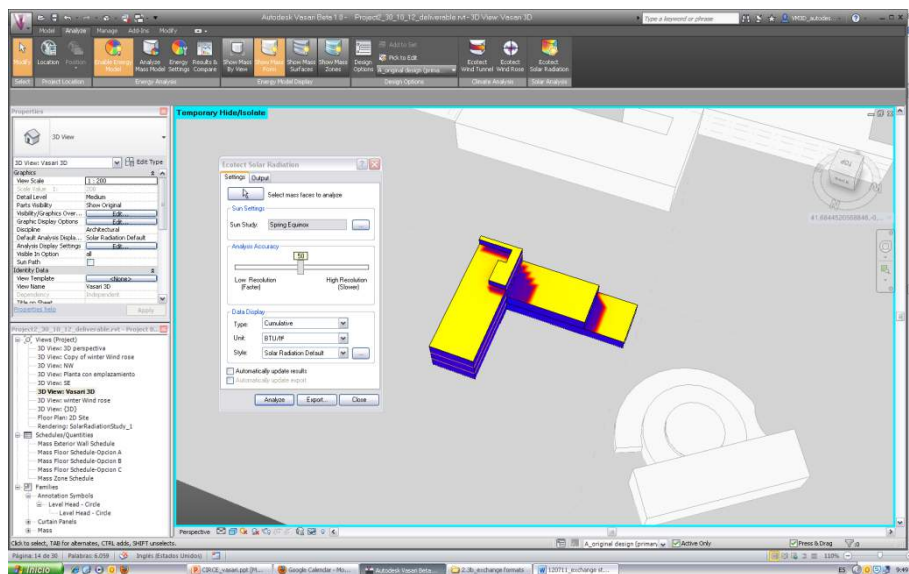 Autodesk Vasari Beta 1.0 - Project2_30_10_12_deliverable.rvt - 3D View: Vasari 3D
Type a keyword or phrase
Model Analyze Manage Add-Ins Modify
Modify Location Position Enable Energy Model Analyze Mass Model Energy Settings Results & Compare Show Mass By View Show Mass Form Show Mass Surfaces Show Mass Zones Design Options Add to Set Pick to Edit A_original design (prima... Ecotect Wind Tunnel Ecotect Wind Rose Ecotect Solar Radiation
Select Project Location Energy Analysis Energy Model Display Design Options Climate Analysis Solar Analysis
Properties
3D View
3D View: Vasari 3D Edit Type
Graphics
View Scale 1 : 200
Scale Value 1: 200
Detail Level Medium
Parts Visibility Show Original
Visibility/Graphics Over... Edit...
Graphic Display Options Edit...
Discipline Architectural
Default Analysis Displa... Solar Radiation Default
Analysis Display Settings Edit...
Visible In Option all
Sun Path
Identity Data
View Template <None>
View Name Vasari 3D
Dependency Independent
Title on Sheet
Properties help Apply
Project2_30_10_12_deliverable.rvt - Project B...
Views (Project)
3D View: 3D perspectiva
3D View: Copy of winter Wind rose
3D View: NW
3D View: Planta con emplazamiento
3D View: SE
3D View: Vasari 3D
3D View: winter Wind rose
3D View: {3D}
Floor Plan: 2D Site
Rendering: SolarRadiationStudy_1
Schedules/Quantities
Mass Exterior Wall Schedule
Mass Floor Schedule-Opcion A
Mass Floor Schedule-Opcion B
Mass Floor Schedule-Opcion C
Mass Zone Schedule
Families
Annotation Symbols
Level Head - Circle
Level Head - Circle
Curtain Panels
Mass
Temporary Hide/Isolate
Ecotect Solar Radiation
Settings Output
Select mass faces to analyze
Sun Settings
Sun Study: Spring Equinox ...
Analysis Accuracy
50
Low Resolution (Faster) High Resolution (Slower)
Data Display
Type: Cumulative
Unit: BTU/ft²
Style: Solar Radiation Default ...
Automatically update results
Automatically update export
Analyze Export... Close
Perspective
Click to select, TAB for alternates, CTRL adds, SHIFT unselects.
A_original design (primary Active Only Press & Drag
Página: 14 de 30 Palabras: 6.059 Inglés (Estados Unidos) 110%
Inicio CIRCE_vasari.ppt [M... Google Calendar - Mo... Autodesk Vasari Beta... 2.3b_exchange formats 120711_exchange st... ES 9:49